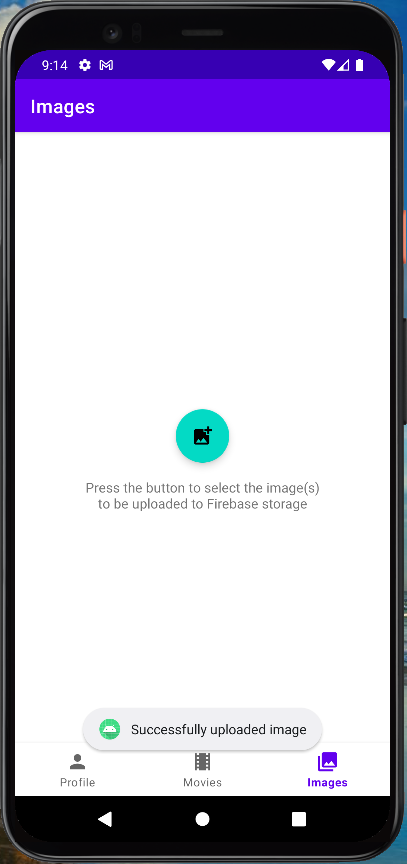 9:14
Images
Press the button to select the image(s)
to be uploaded to Firebase storage
Successfully uploaded image
Profile
Movies
Images